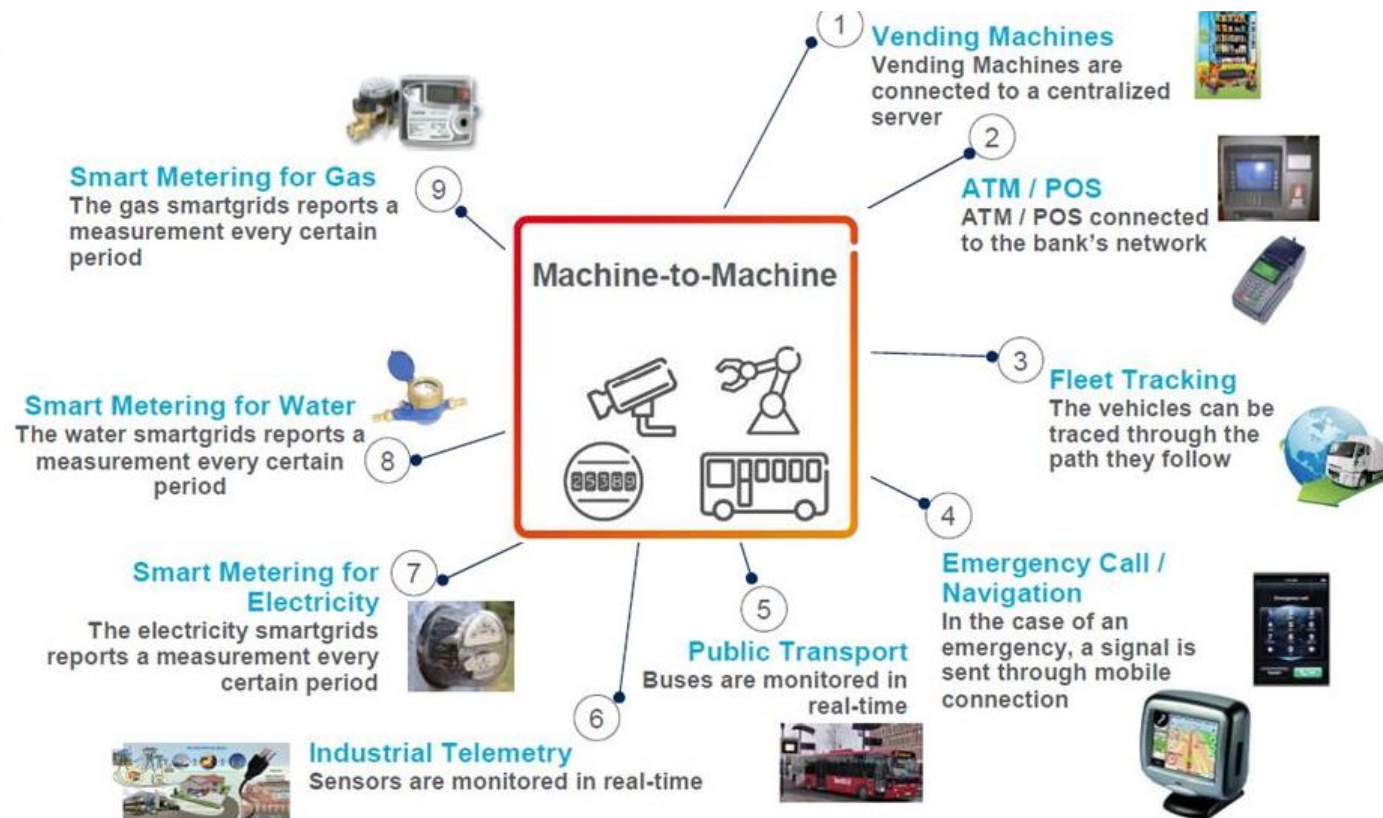 1
Vending Machines
Vending Machines are
connected to a centralized
server
2
ATM / POS
ATM / POS connected
to the bank's network
3
Fleet Tracking
The vehicles can be
traced through the
path they follow
4
Emergency Call /
Navigation
In the case of an
emergency, a signal is
sent through mobile
connection
5
Public Transport
Buses are monitored in
real-time
6
Industrial Telemetry
Sensors are monitored in real-time
7
Smart Metering for
Electricity
The electricity smartgrids
reports a measurement every
certain period
8
Smart Metering for Water
The water smartgrids reports a
measurement every certain
period
9
Smart Metering for Gas
The gas smartgrids reports a
measurement every certain
period
Machine-to-Machine
25369
Emergency call